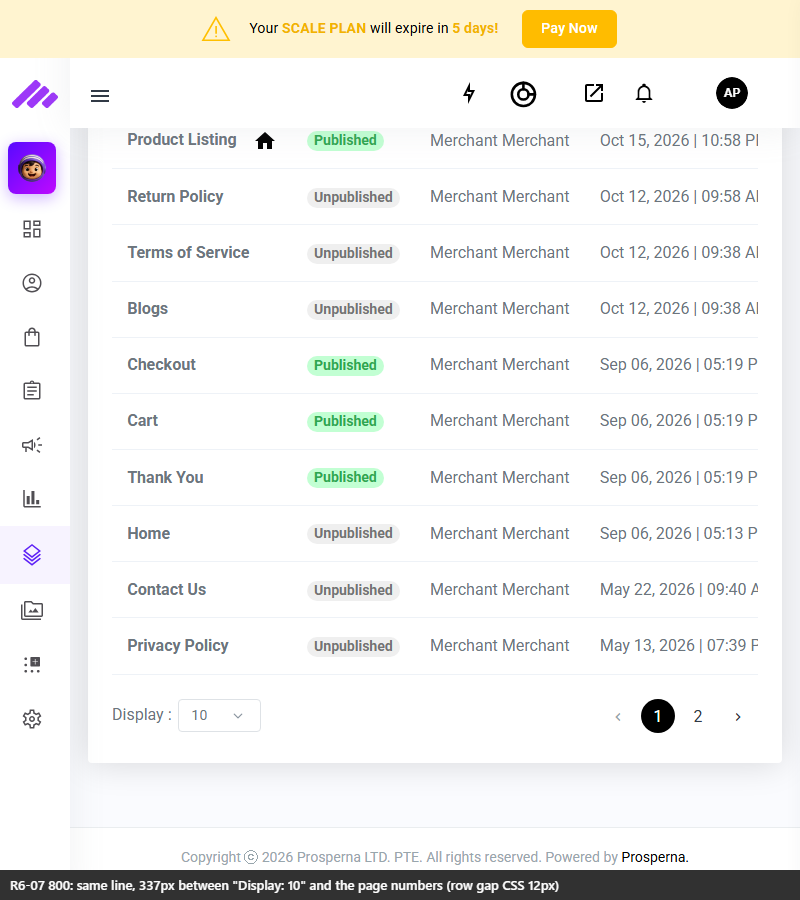 Your SCALE PLAN will expire in 5 days! Pay Now
AP
Product Listing Published Merchant Merchant Oct 15, 2026 | 10:58 P
Return Policy Unpublished Merchant Merchant Oct 12, 2026 | 09:58 A
Terms of Service Unpublished Merchant Merchant Oct 12, 2026 | 09:38 A
Blogs Unpublished Merchant Merchant Oct 12, 2026 | 09:38 A
Checkout Published Merchant Merchant Sep 06, 2026 | 05:19 P
Cart Published Merchant Merchant Sep 06, 2026 | 05:19 P
Thank You Published Merchant Merchant Sep 06, 2026 | 05:19 P
Home Unpublished Merchant Merchant Sep 06, 2026 | 05:13 P
Contact Us Unpublished Merchant Merchant May 22, 2026 | 09:40 A
Privacy Policy Unpublished Merchant Merchant May 13, 2026 | 07:39 P
Display : 10 ‹ 1 2 ›
Copyright © 2026 Prosperna LTD. PTE. All rights reserved. Powered by Prosperna.
R6-07 800: same line, 337px between "Display: 10" and the page numbers (row gap CSS 12px)